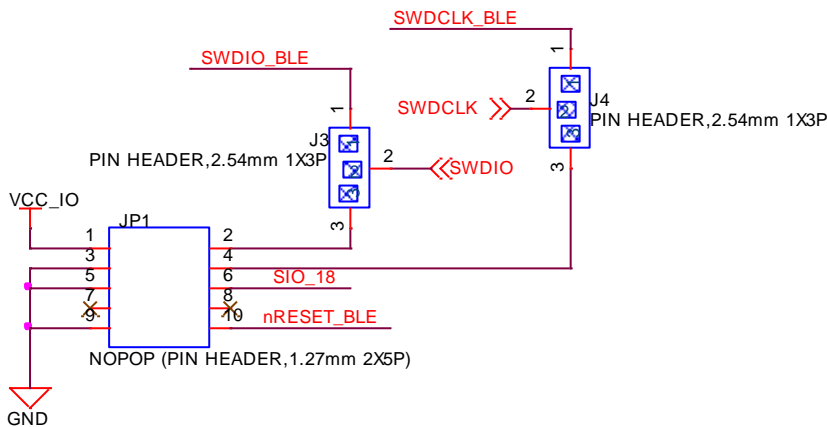 SWDCLK_BLE
SWDIO_BLE
1
1
2
J4
SWDCLK
PIN HEADER,2.54mm 1X3P
J3
PIN HEADER,2.54mm 1X3P
2
SWDIO
3
VCC_IO
3
JP1
1
2
3
4
5
6
SIO_18
7
8
9
10
nRESET_BLE
NOPOP (PIN HEADER,1.27mm 2X5P)
GND